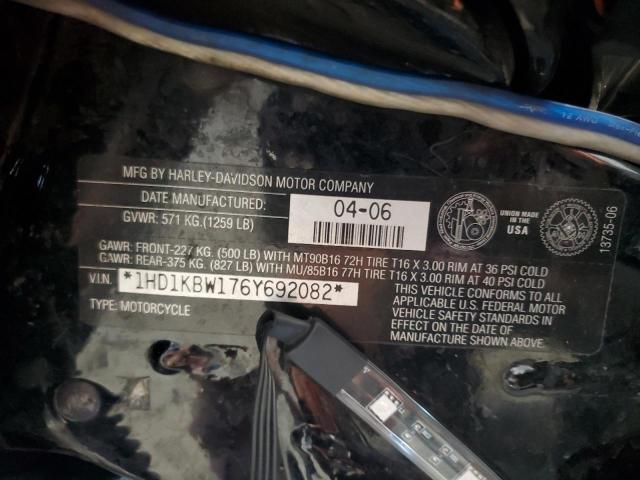 12 AWG
MFG BY HARLEY-DAVIDSON MOTOR COMPANY
DATE MANUFACTURED: 04-06
GVWR: 571 KG.(1259 LB)
UNION MADE IN THE USA
13735-06
GAWR: FRONT-227 KG. (500 LB) WITH MT90B16 72H TIRE T16 X 3.00 RIM AT 36 PSI COLD
GAWR: REAR-375 KG. (827 LB) WITH MU/85B16 77H TIRE T16 X 3.00 RIM AT 40 PSI COLD
V.I.N. *1HD1KBW176Y692082*
TYPE: MOTORCYCLE
THIS VEHICLE CONFORMS TO ALL
APPLICABLE U.S. FEDERAL MOTOR
VEHICLE SAFETY STANDARDS IN
EFFECT ON THE DATE OF
MANUFACTURE SHOWN ABOVE.